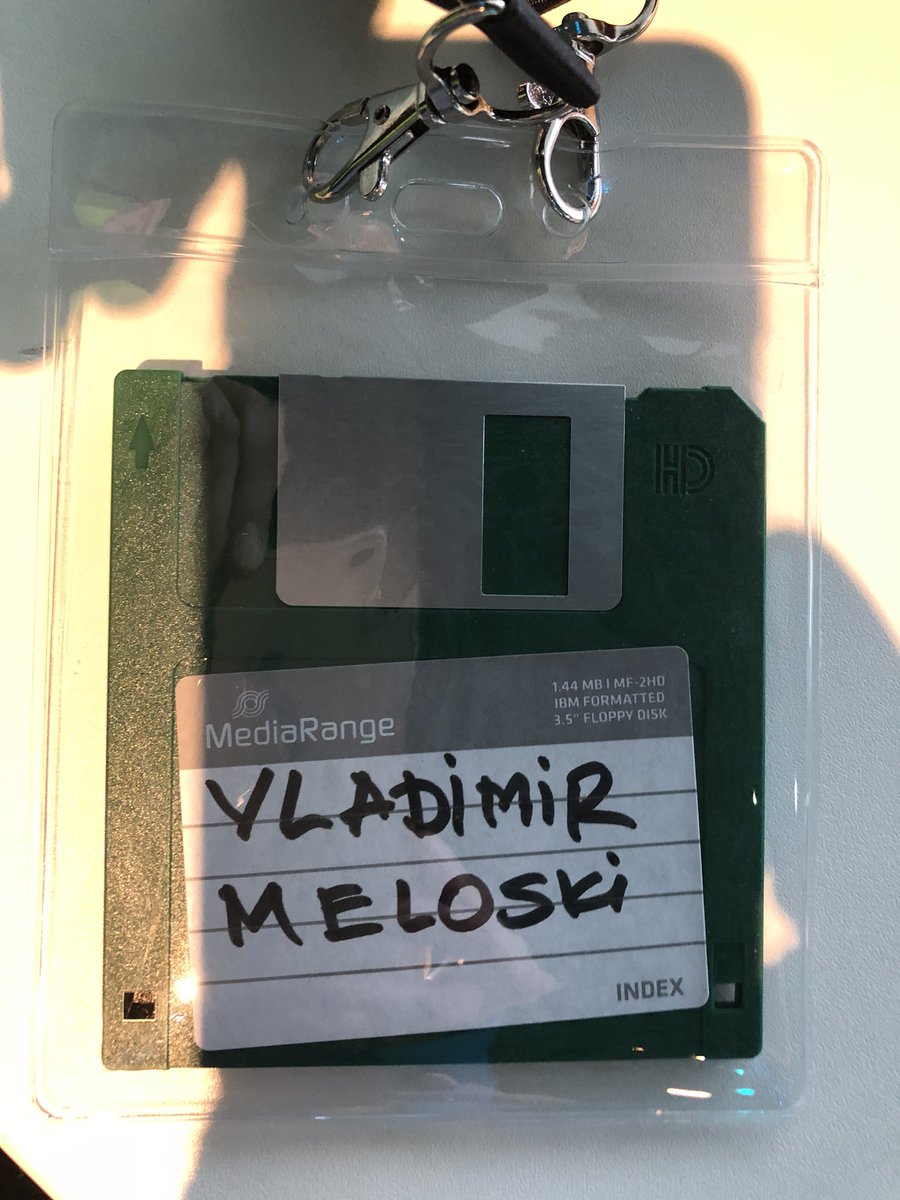 HD
MediaRange
1.44 MB | MF-2HD
IBM FORMATTED
3.5" FLOPPY DISK
VLADiMiR
MELOSKi
INDEX